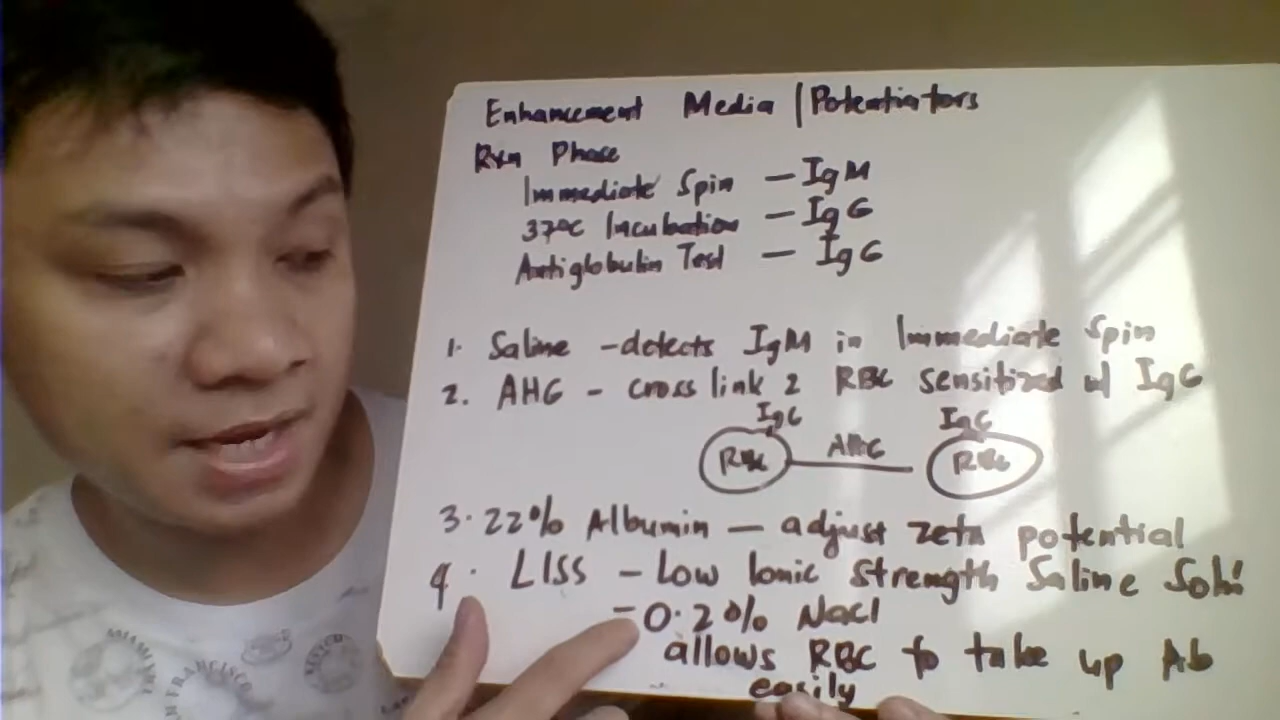 Enhancement Media / Potentiators
Rxn Phase
Immediate Spin - IgM
37°C Incubation - IgG
Antiglobulin Test - IgG
1. Saline - detects IgM in Immediate Spin
2. AHG - cross link 2 RBC sensitized w/ IgG
IgG IgG
RBC AHG RBC
3. 22% Albumin - adjust zeta potential
4. LISS - Low Ionic Strength Saline Soln
- 0.2% NaCl
allows RBC to take up Ab
easily
MIAMI
SAN FRANCISCO